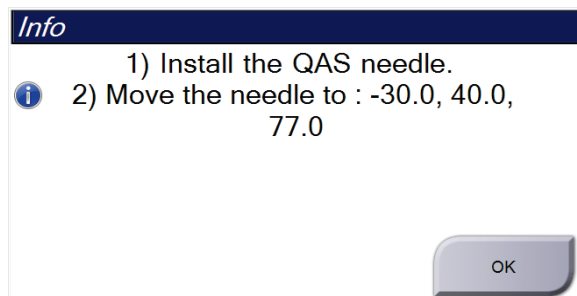 Info
1) Install the QAS needle.
2) Move the needle to : -30.0, 40.0,
77.0
OK